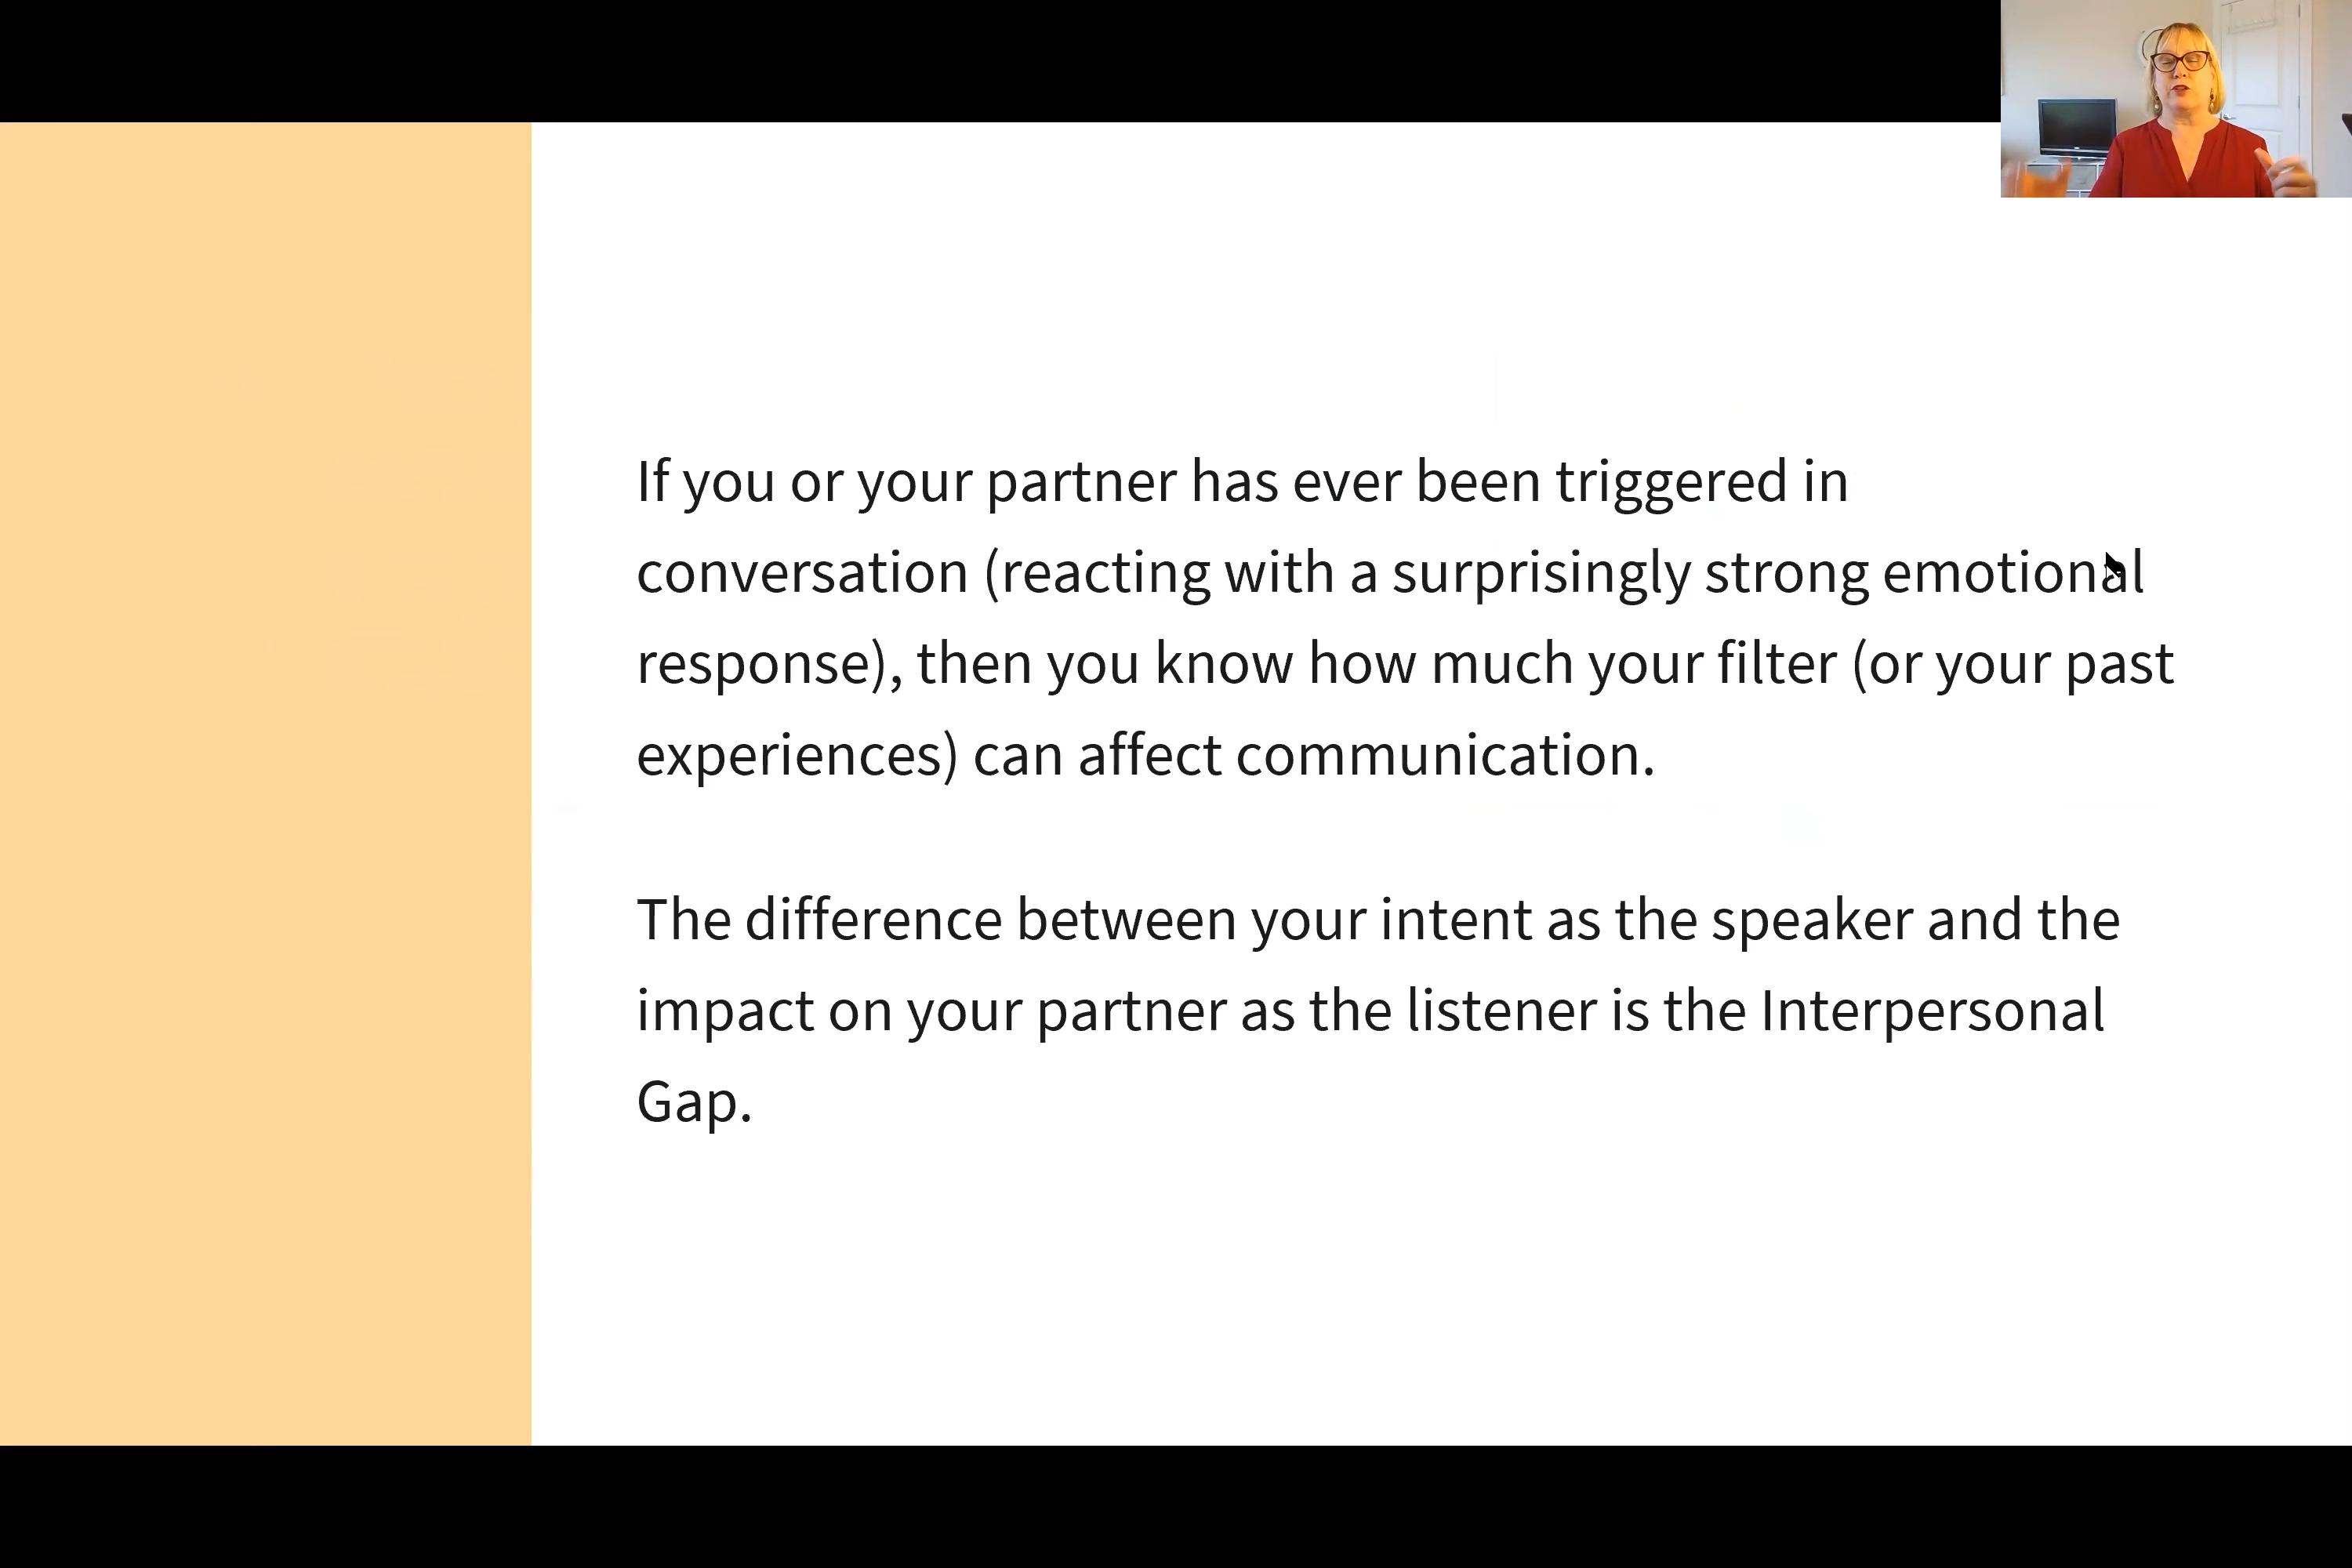 If you or your partner has ever been triggered in
conversation (reacting with a surprisingly strong emotional
response), then you know how much your filter (or your past
experiences) can affect communication.
The difference between your intent as the speaker and the
impact on your partner as the listener is the Interpersonal
Gap.